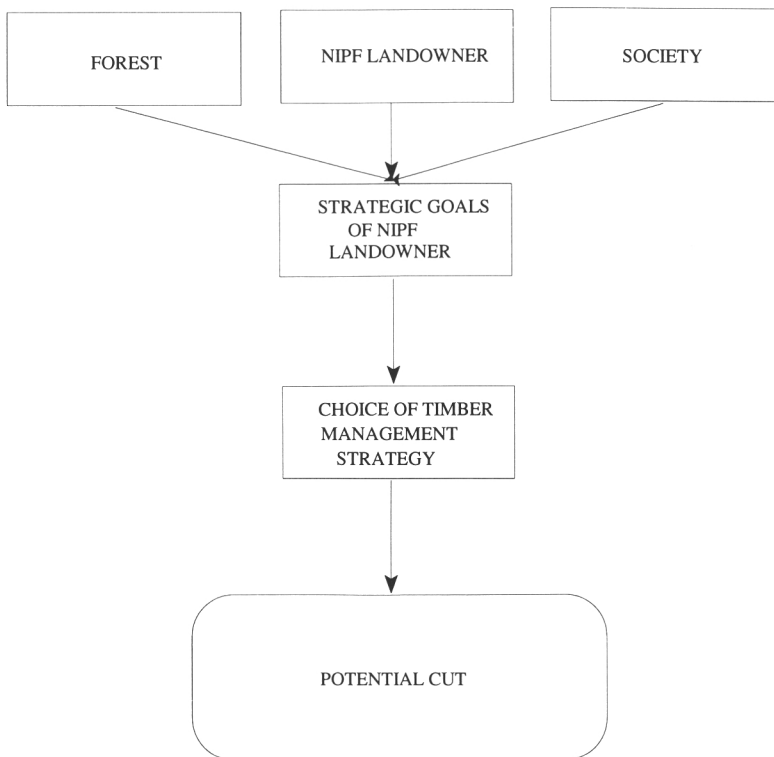 FOREST
NIPF LANDOWNER
SOCIETY
STRATEGIC GOALS
OF NIPF
LANDOWNER
CHOICE OF TIMBER
MANAGEMENT
STRATEGY
POTENTIAL CUT